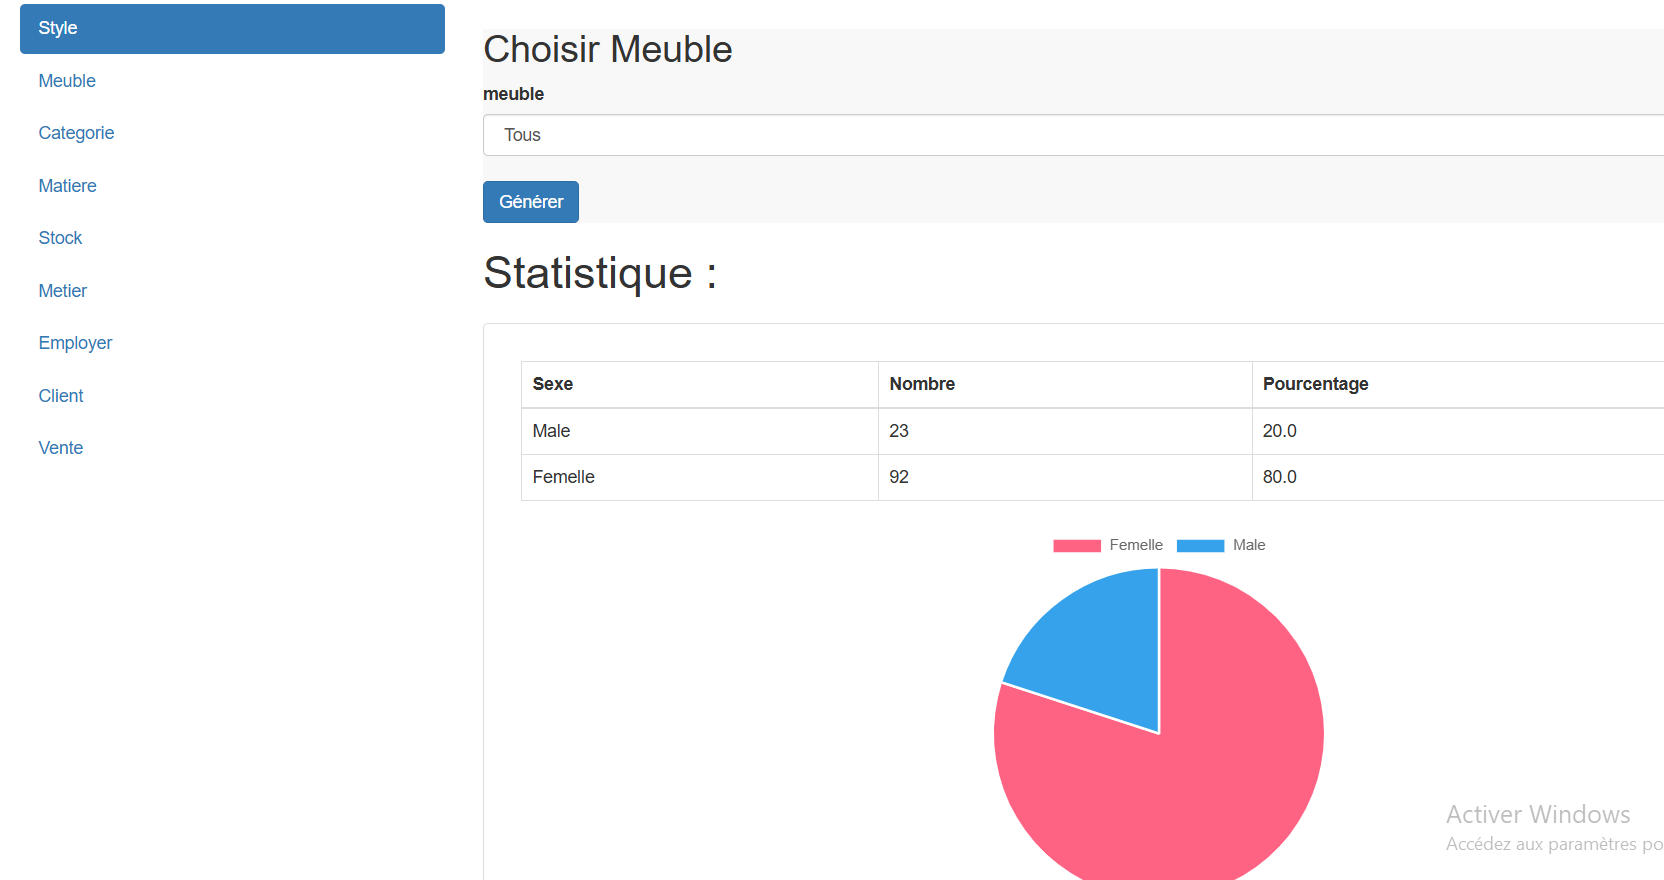 Style
Meuble
Categorie
Matiere
Stock
Metier
Employer
Client
Vente
Choisir Meuble
meuble
Tous
Générer
Statistique :
Sexe Nombre Pourcentage
Male 23 20.0
Femelle 92 80.0
Femelle Male
Activer Windows
Accédez aux paramètres po